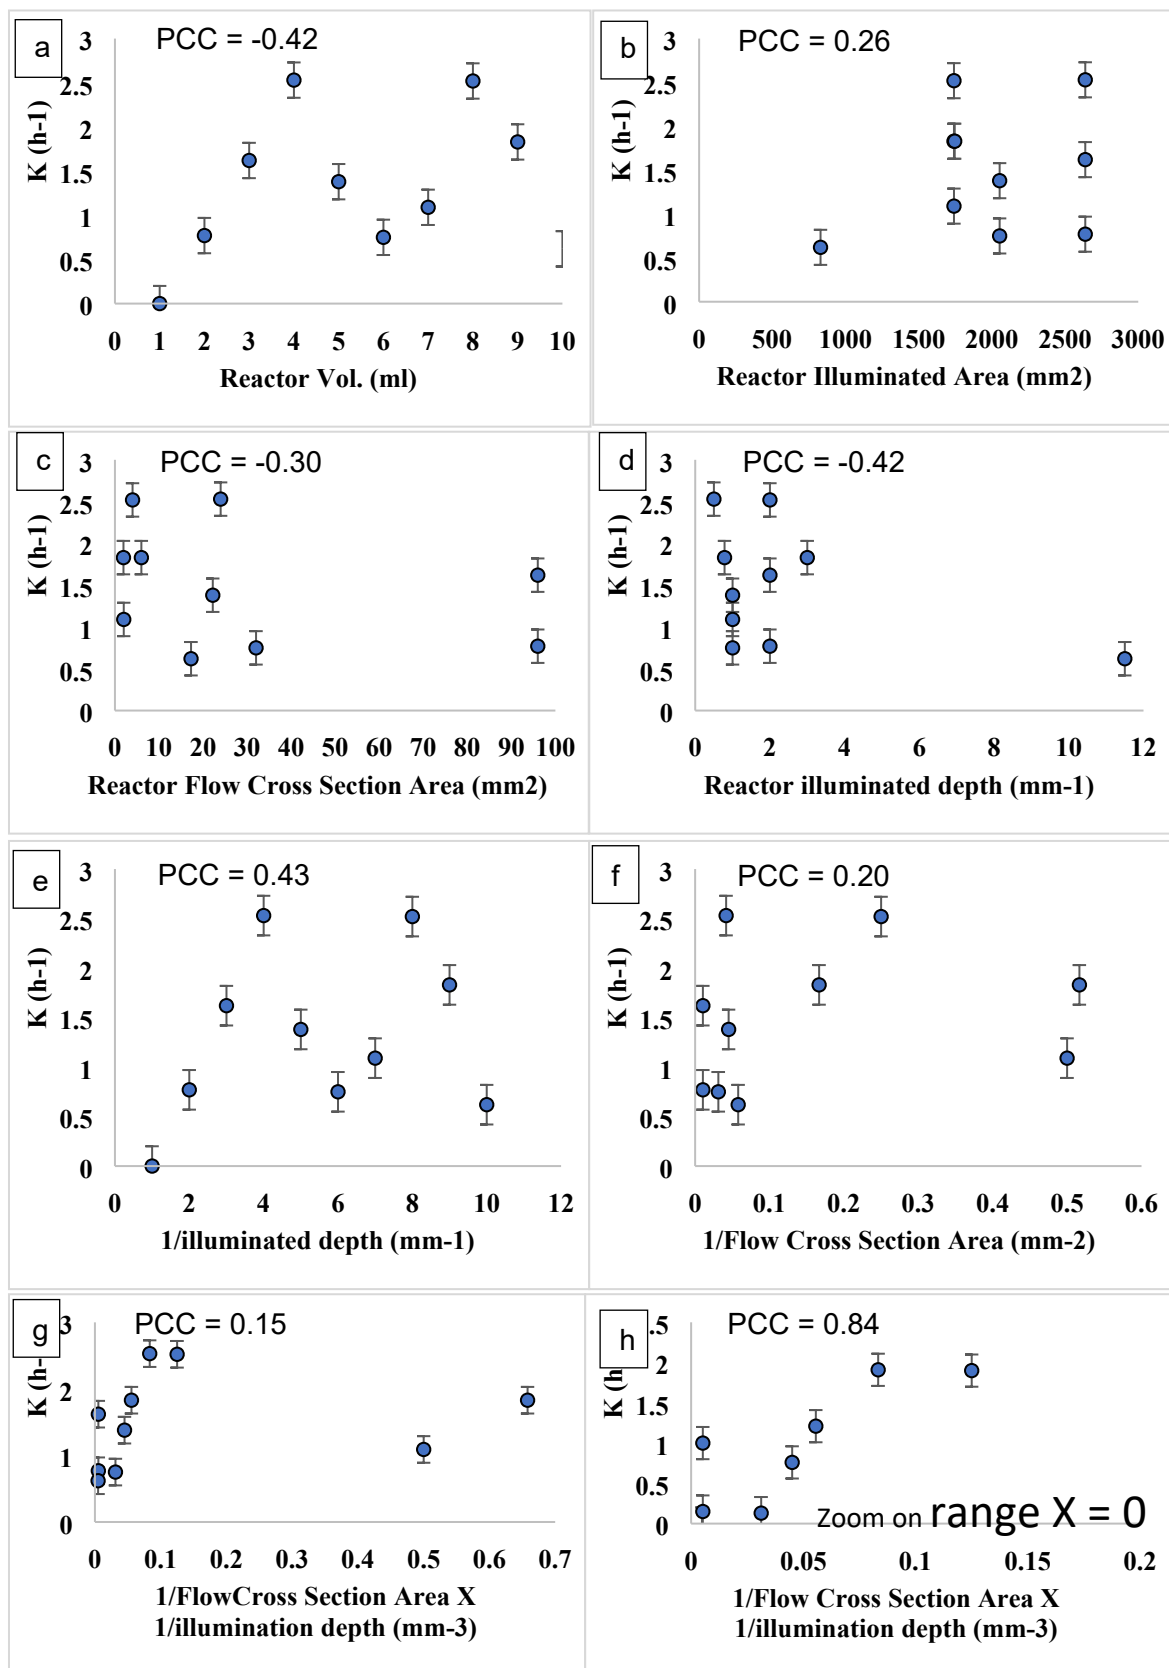 a
PCC = -0.42
3
2.5
2
1.5
1
0.5
0
K (h-1)
0 1 2 3 4 5 6 7 8 9 10
Reactor Vol. (ml)
b
PCC = 0.26
3
2.5
2
1.5
1
0.5
0
K (h-1)
0 500 1000 1500 2000 2500 3000
Reactor Illuminated Area (mm2)
c
PCC = -0.30
3
2.5
2
1.5
1
0.5
0
K (h-1)
0 10 20 30 40 50 60 70 80 90 100
Reactor Flow Cross Section Area (mm2)
d
PCC = -0.42
3
2.5
2
1.5
1
0.5
0
K (h-1)
0 2 4 6 8 10 12
Reactor illuminated depth (mm-1)
e
PCC = 0.43
3
2.5
2
1.5
1
0.5
0
K (h-1)
0 2 4 6 8 10 12
1/illuminated depth (mm-1)
f
PCC = 0.20
3
2.5
2
1.5
1
0.5
0
K (h-1)
0 0.1 0.2 0.3 0.4 0.5 0.6
1/Flow Cross Section Area (mm-2)
g
PCC = 0.15
3
2
1
0
K (h-
0 0.1 0.2 0.3 0.4 0.5 0.6 0.7
1/FlowCross Section Area X
1/illumination depth (mm-3)
h
PCC = 0.84
.5
2
1.5
1
0.5
0
K (h
Zoom on range X = 0
0 0.05 0.1 0.15 0.2
1/Flow Cross Section Area X
1/illumination depth (mm-3)